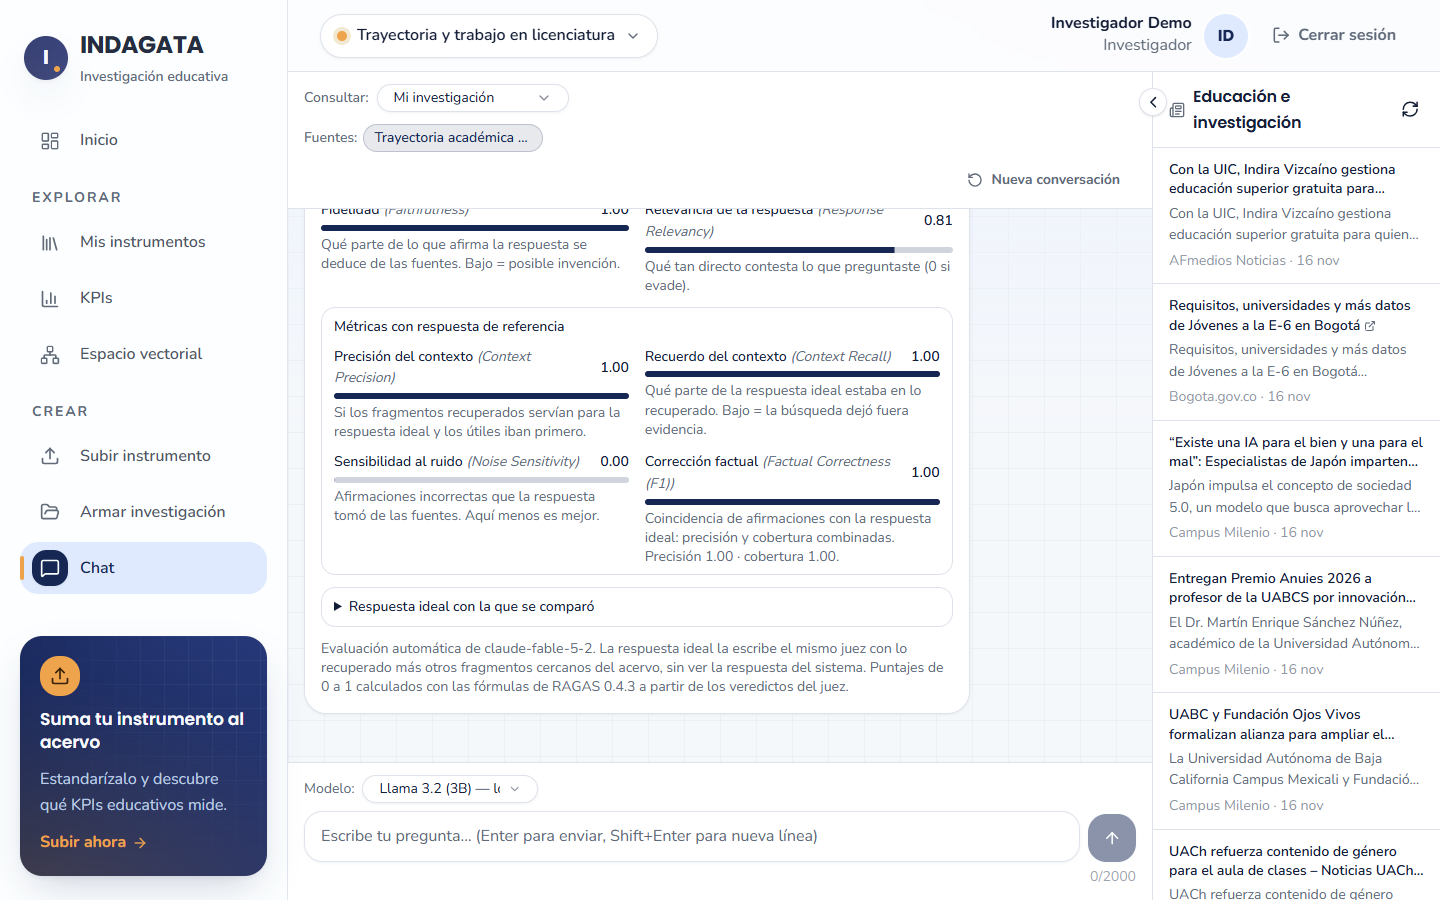 I
INDAGATA
Investigación educativa
Inicio
EXPLORAR
Mis instrumentos
KPIs
Espacio vectorial
CREAR
Subir instrumento
Armar investigación
Chat
Suma tu instrumento al
acervo
Estandarízalo y descubre
qué KPIs educativos mide.
Subir ahora →
Trayectoria y trabajo en licenciatura
Investigador Demo
Investigador
ID
Cerrar sesión
Consultar:
Mi investigación
Fuentes:
Trayectoria académica ...
Nueva conversación
Fidelidad (Faithfulness) 1.00
Qué parte de lo que afirma la respuesta se
deduce de las fuentes. Bajo = posible invención.
Relevancia de la respuesta (Response
Relevancy) 0.81
Qué tan directo contesta lo que preguntaste (0 si
evade).
Métricas con respuesta de referencia
Precisión del contexto (Context
Precision) 1.00
Si los fragmentos recuperados servían para la
respuesta ideal y los útiles iban primero.
Recuerdo del contexto (Context Recall) 1.00
Qué parte de la respuesta ideal estaba en lo
recuperado. Bajo = la búsqueda dejó fuera
evidencia.
Sensibilidad al ruido (Noise Sensitivity) 0.00
Afirmaciones incorrectas que la respuesta
tomó de las fuentes. Aquí menos es mejor.
Corrección factual (Factual Correctness
(F1)) 1.00
Coincidencia de afirmaciones con la respuesta
ideal: precisión y cobertura combinadas.
Precisión 1.00 · cobertura 1.00.
Respuesta ideal con la que se comparó
Evaluación automática de claude-fable-5-2. La respuesta ideal la escribe el mismo juez con lo
recuperado más otros fragmentos cercanos del acervo, sin ver la respuesta del sistema. Puntajes de
0 a 1 calculados con las fórmulas de RAGAS 0.4.3 a partir de los veredictos del juez.
Modelo:
Llama 3.2 (3B) —
Escribe tu pregunta... (Enter para enviar, Shift+Enter para nueva línea)
0/2000
Educación e
investigación
Con la UIC, Indira Vizcaíno gestiona
educación superior gratuita para...
Con la UIC, Indira Vizcaíno gestiona
educación superior gratuita para quien...
AFmedios Noticias · 16 nov
Requisitos, universidades y más datos
de Jóvenes a la E-6 en Bogotá
Requisitos, universidades y más datos
de Jóvenes a la E-6 en Bogotá...
Bogota.gov.co · 16 nov
“Existe una IA para el bien y una para el
mal”: Especialistas de Japón imparten...
Japón impulsa el concepto de sociedad
5.0, un modelo que busca aprovechar l...
Campus Milenio · 16 nov
Entregan Premio Anuies 2026 a
profesor de la UABCS por innovación...
El Dr. Martín Enrique Sánchez Núñez,
académico de la Universidad Autónom...
Campus Milenio · 16 nov
UABC y Fundación Ojos Vivos
formalizan alianza para ampliar el...
La Universidad Autónoma de Baja
California Campus Mexicali y Fundació...
Campus Milenio · 16 nov
UACh refuerza contenido de género
para el aula de clases – Noticias UACh...
UACh refuerza contenido de género